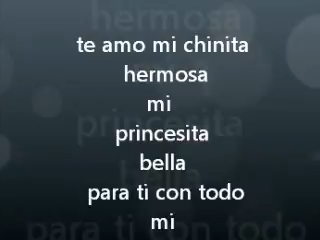 te amo mi chinita
hermosa
mi
princesita
bella
para ti con todo
mi